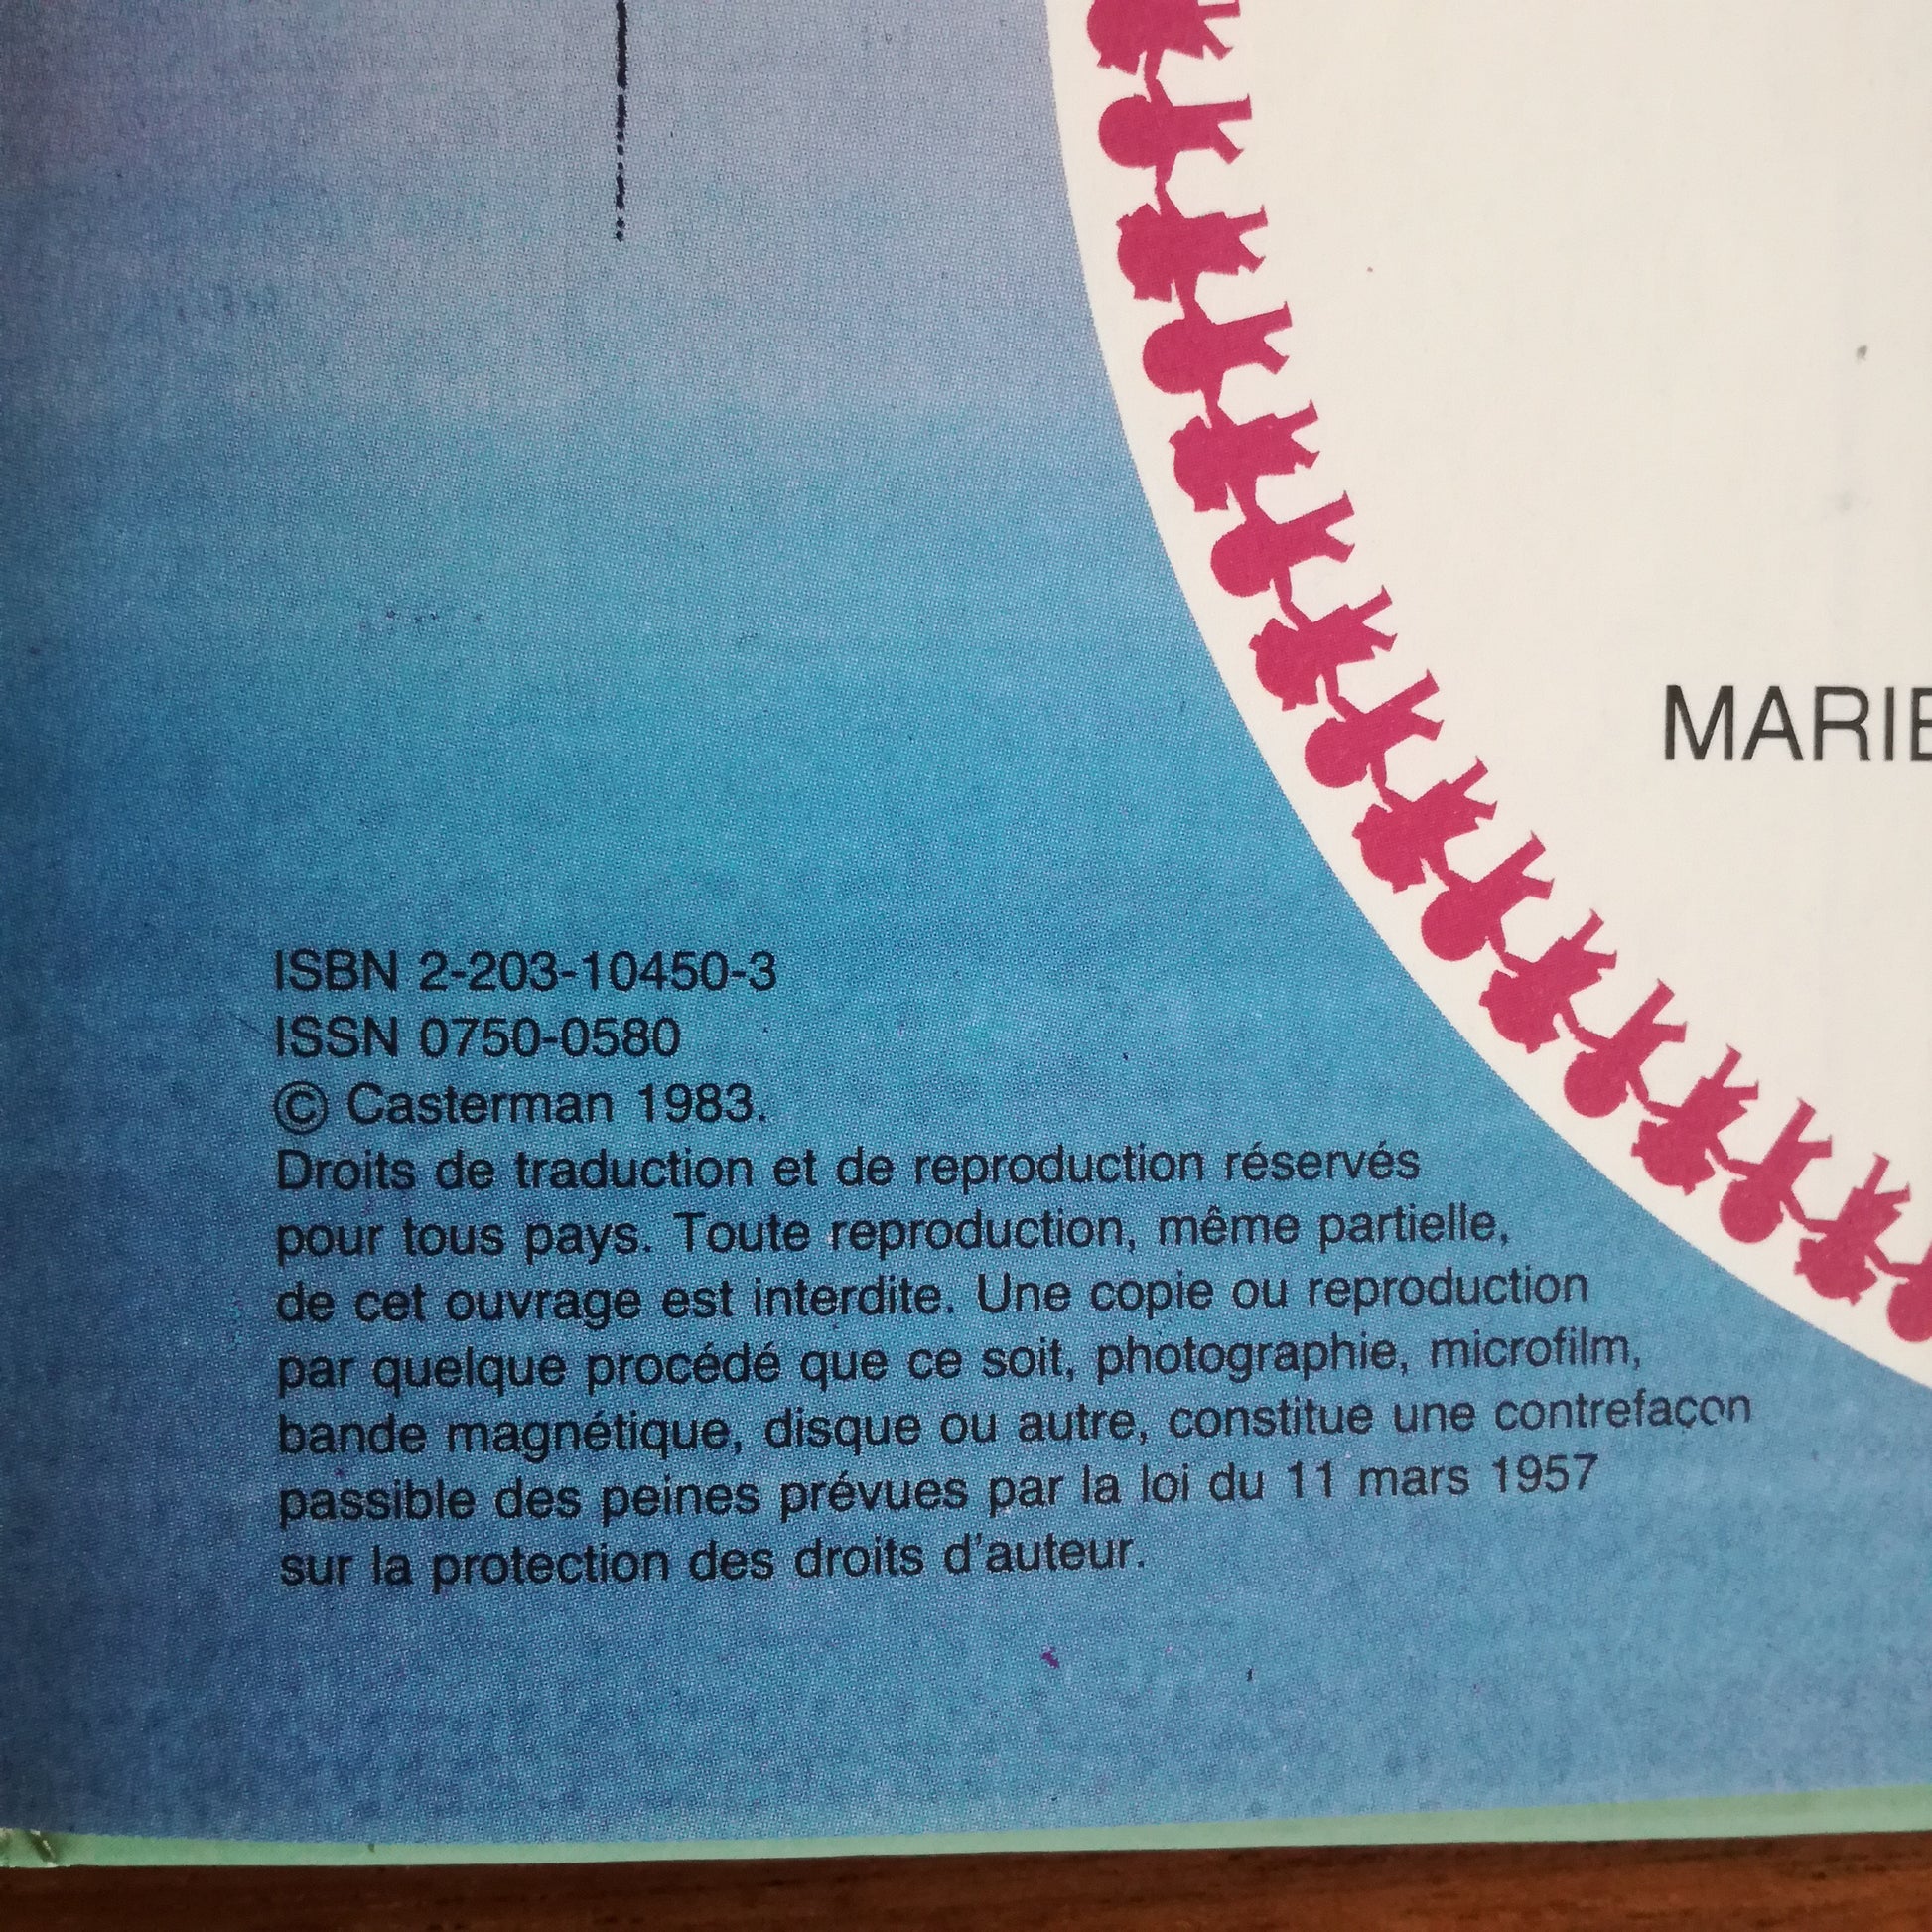 MARIE
ISBN 2-203-10450-3
ISSN 0750-0580
© Casterman 1983.
Droits de traduction et de reproduction réservés
pour tous pays. Toute reproduction, même partielle,
de cet ouvrage est interdite. Une copie ou reproduction
par quelque procédé que ce soit, photographie, microfilm,
bande magnétique, disque ou autre, constitue une contrefaçon
passible des peines prévues par la loi du 11 mars 1957
sur la protection des droits d'auteur.